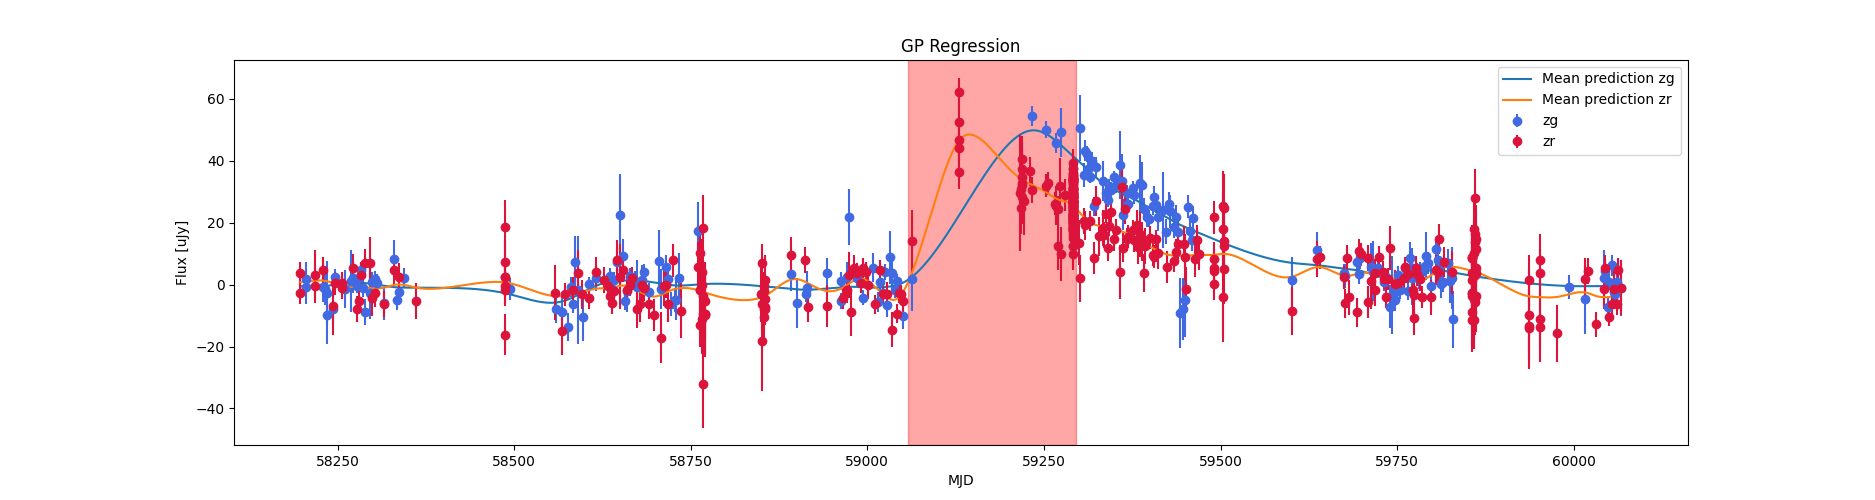 GP Regression
Flux [uJy]
60
40
20
0
−20
−40
Mean prediction zg
Mean prediction zr
zg
zr
58250
58500
58750
59000
59250
59500
59750
60000
MJD